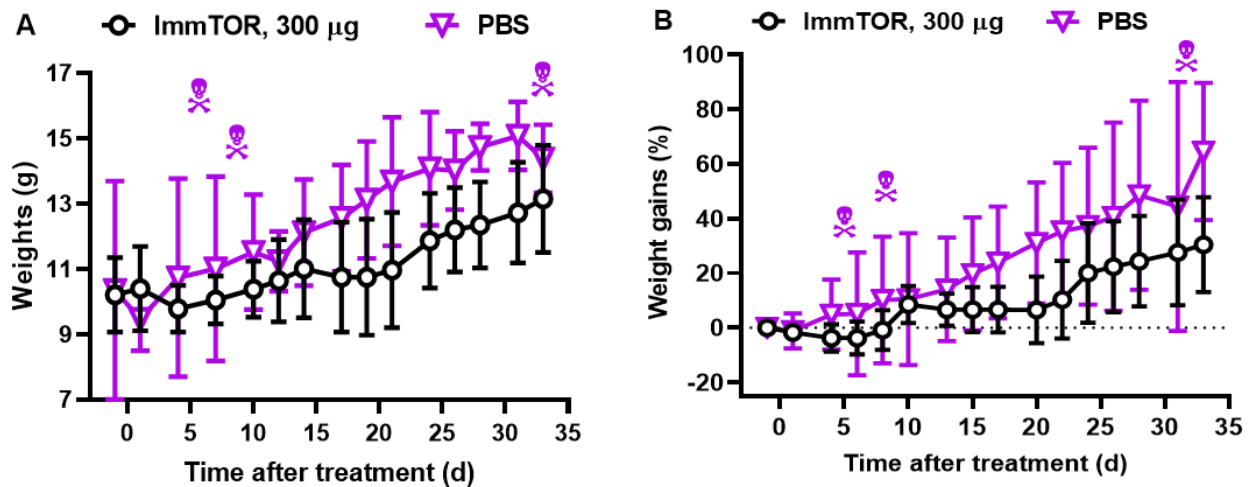 A
ImmTOR, 300 µg
PBS
Weights (g)
17
15
13
11
9
7
0 5 10 15 20 25 30 35
Time after treatment (d)
B
ImmTOR, 300 µg
PBS
Weight gains (%)
100
80
60
40
20
0
-20
0 5 10 15 20 25 30 35
Time after treatment (d)